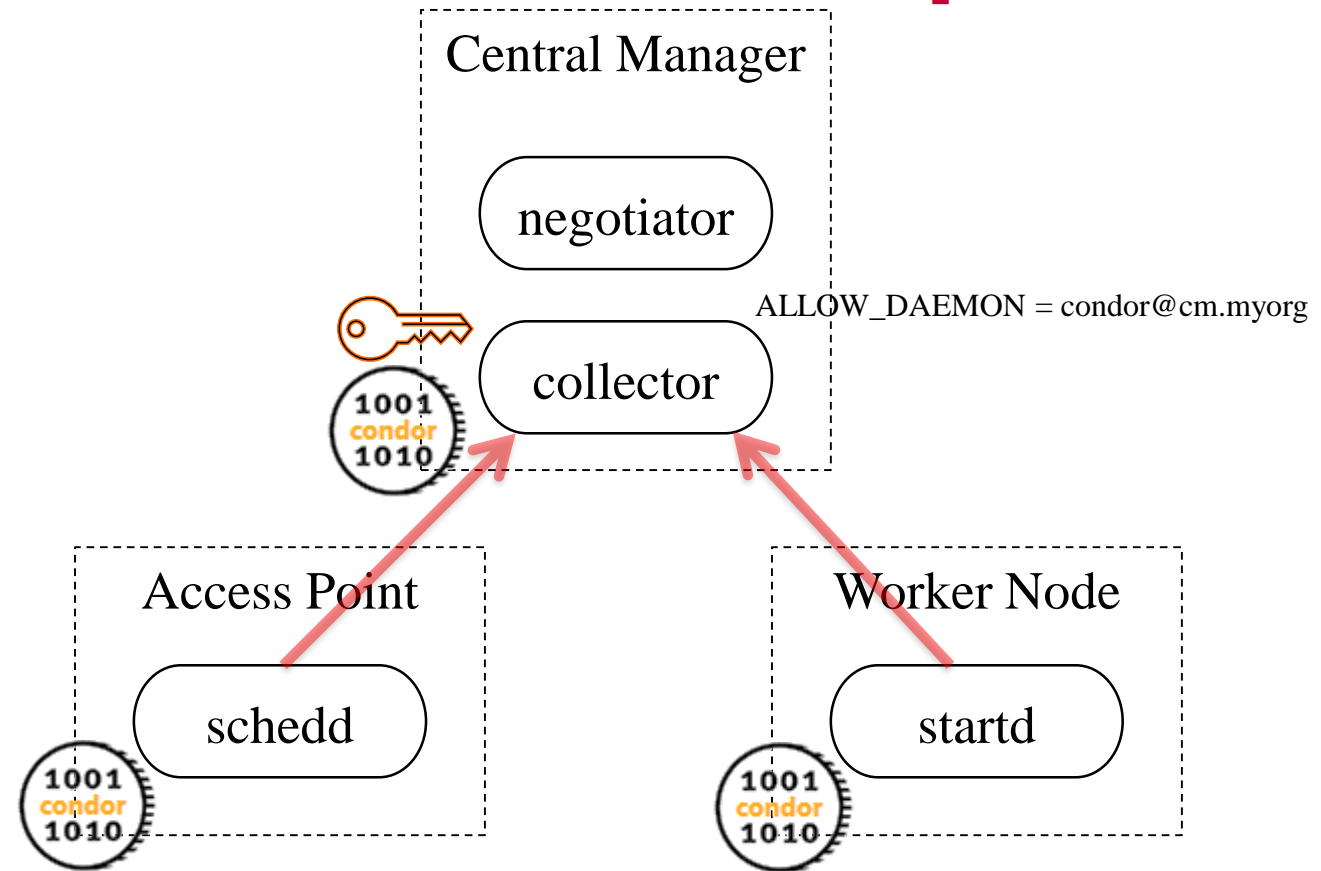 Central Manager
negotiator
ALLOW_DAEMON = condor@cm.myorg
collector
1001
condor
1010
Access Point
Worker Node
schedd
startd
1001
condor
1010
1001
condor
1010